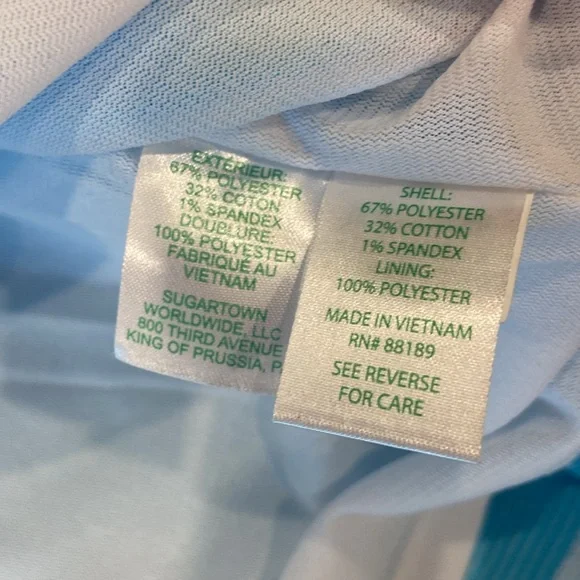 EXTÉRIEUR:
67% POLYESTER
32% COTON
1% SPANDEX
DOUBLURE:
100% POLYESTER
FABRIQUÉ AU
VIETNAM
SUGARTOWN
WORLDWIDE, LLC
800 THIRD AVENUE
KING OF PRUSSIA, P
SHELL:
67% POLYESTER
32% COTTON
1% SPANDEX
LINING:
100% POLYESTER
MADE IN VIETNAM
RN# 88189
SEE REVERSE
FOR CARE